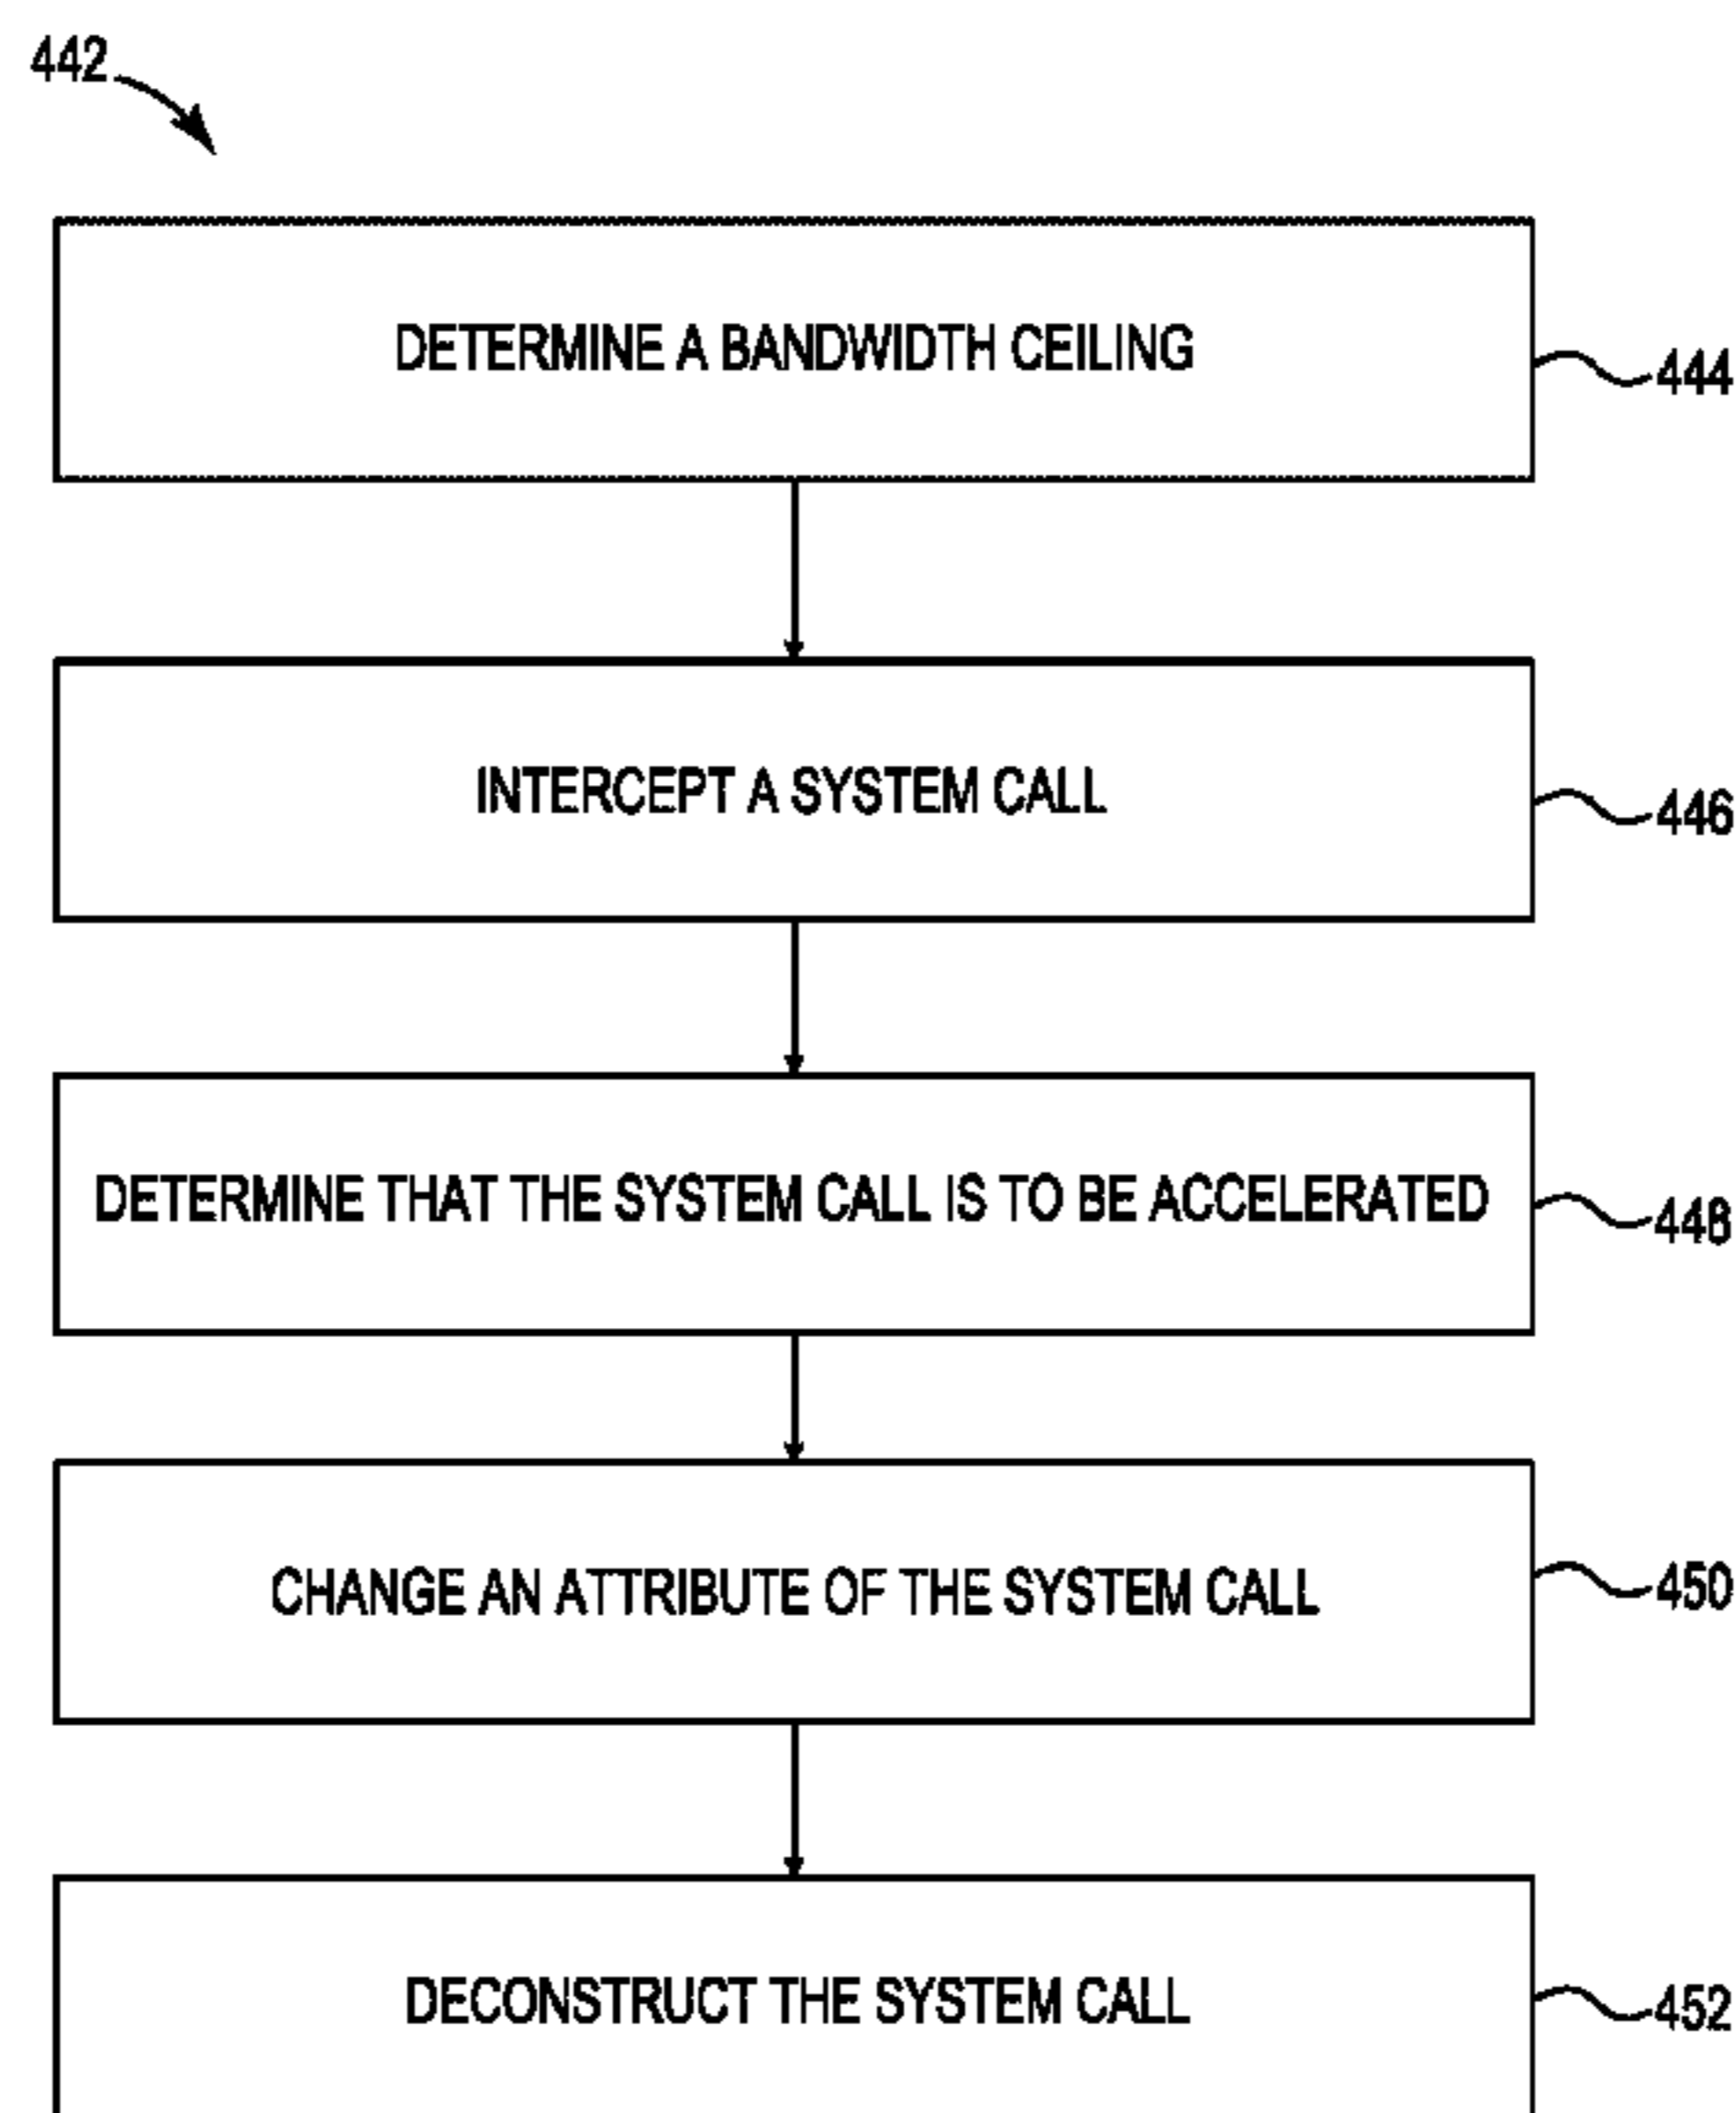 442
DETERMINE A BANDWIDTH CEILING
444
INTERCEPT A SYSTEM CALL
446
DETERMINE THAT THE SYSTEM CALL IS TO BE ACCELERATED
448
CHANGE AN ATTRIBUTE OF THE SYSTEM CALL
450
DECONSTRUCT THE SYSTEM CALL
452